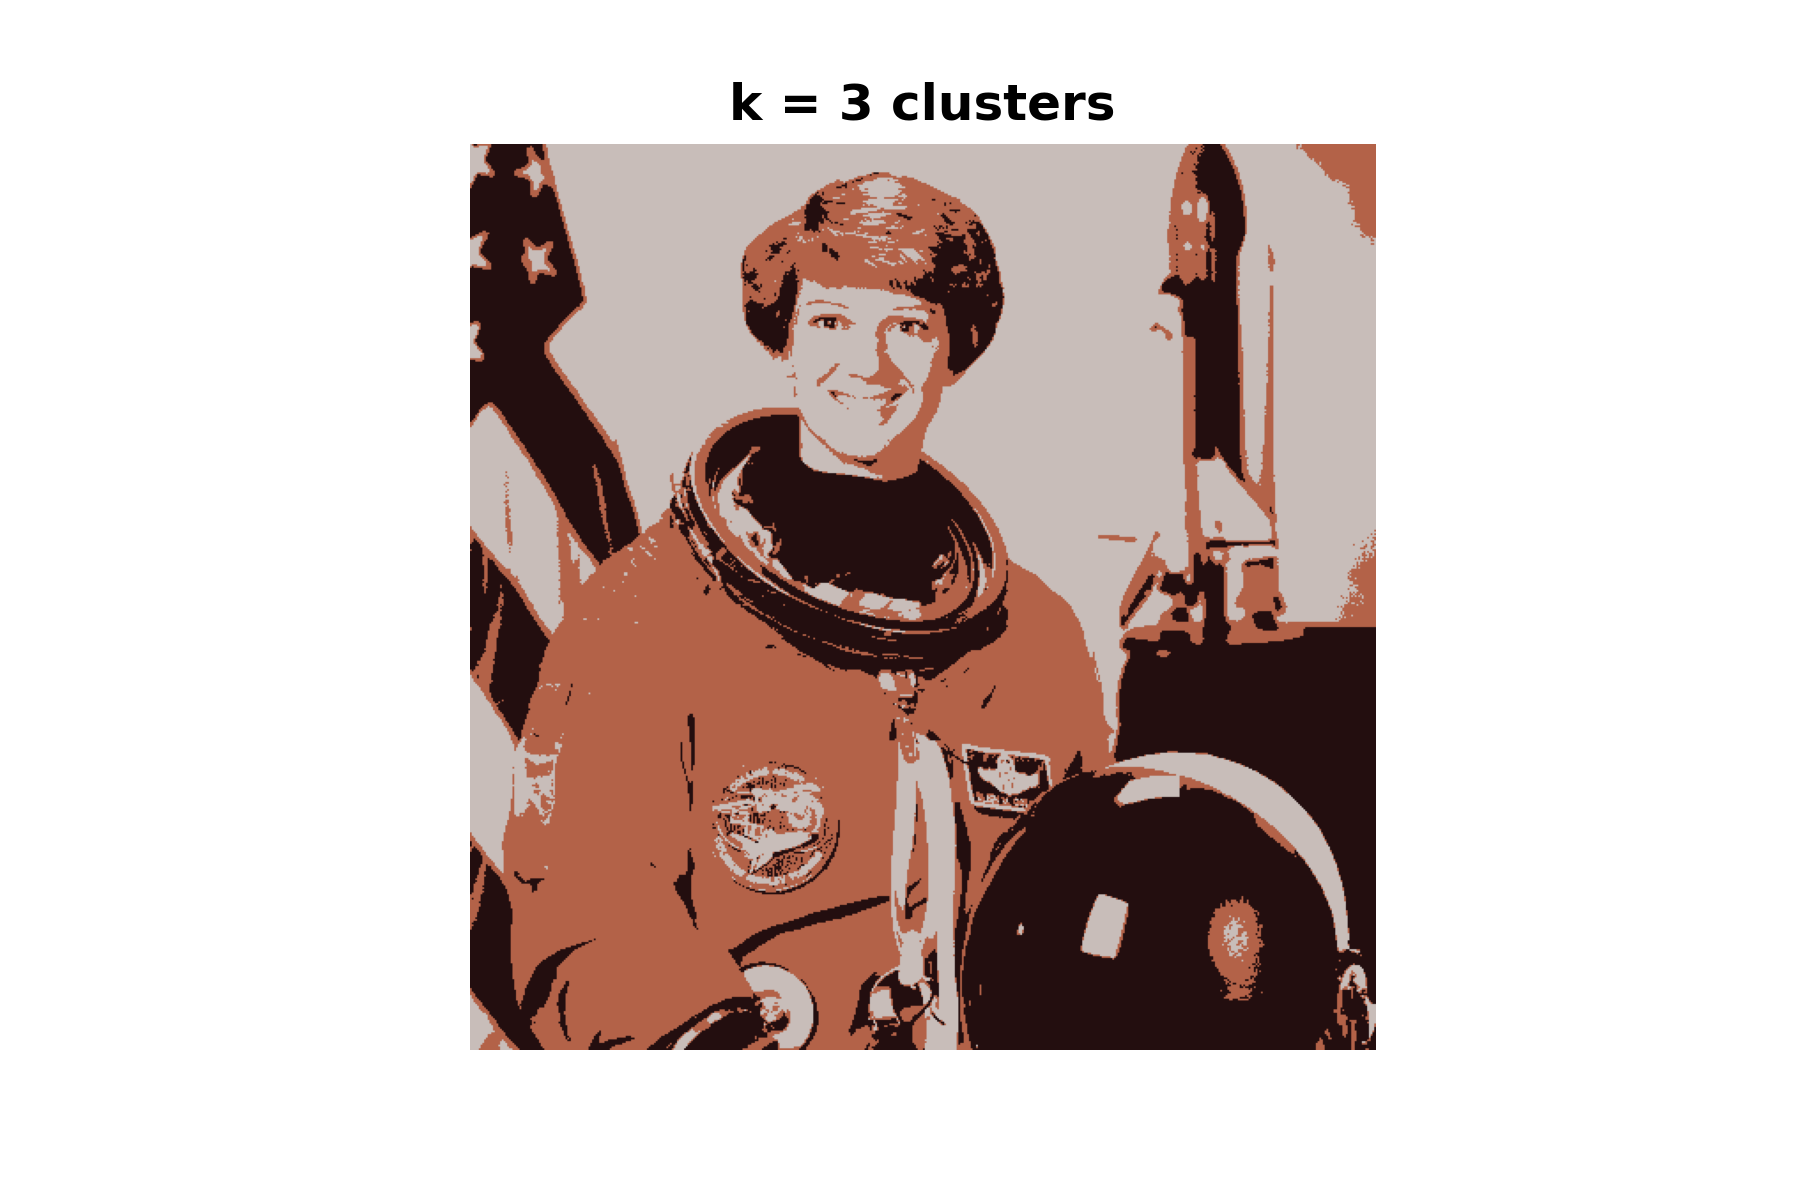 k = 3 clusters